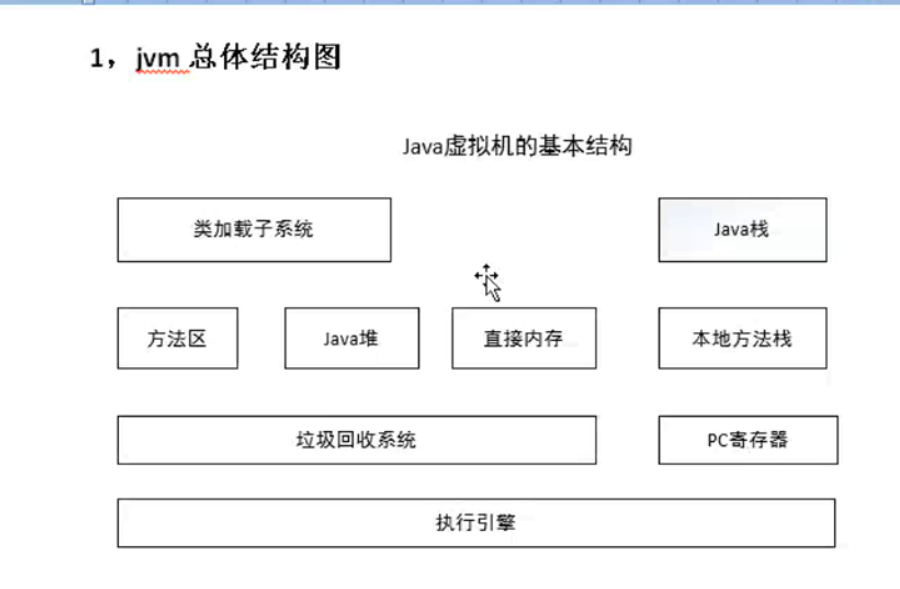 1，jvm 总体结构图
Java虚拟机的基本结构
类加载子系统
Java栈
方法区
Java堆
直接内存
本地方法栈
垃圾回收系统
PC寄存器
执行引擎